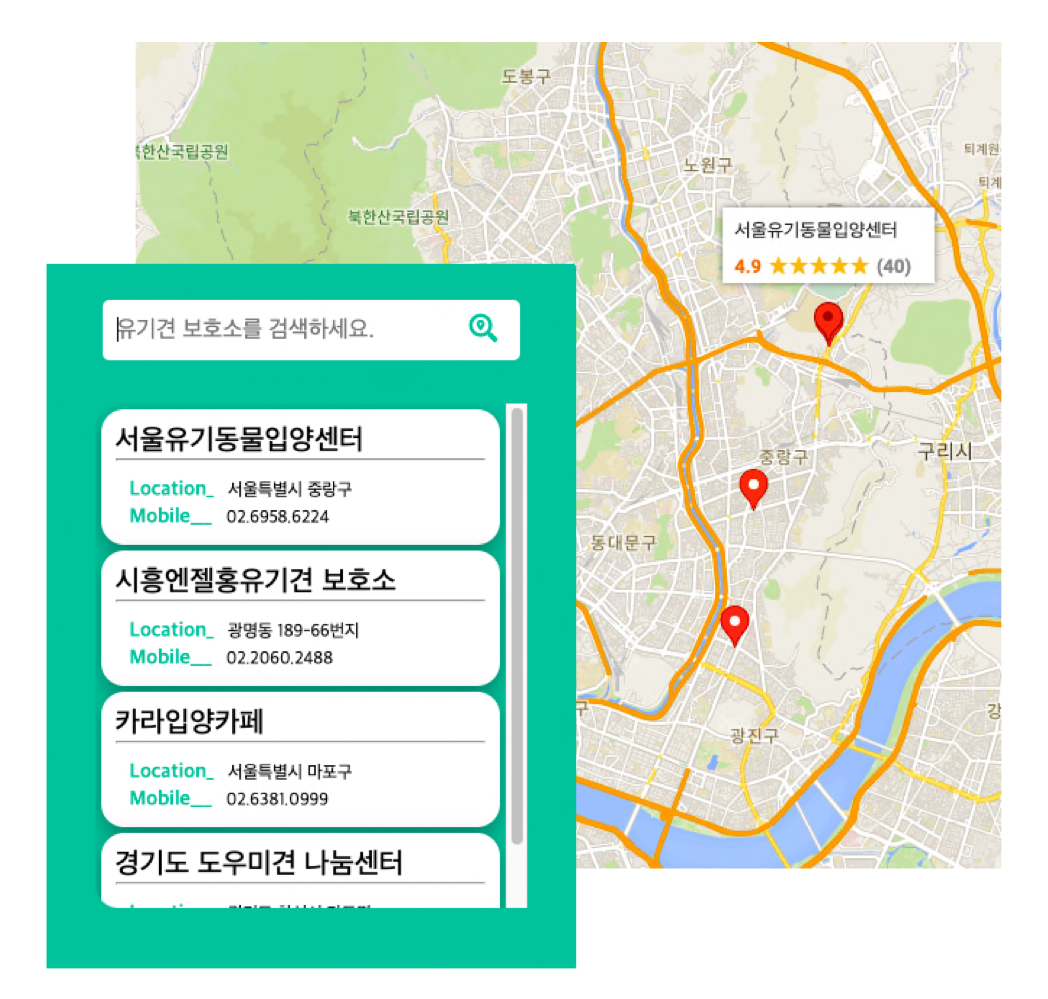 도봉구
북한산국립공원
노원구
퇴계원
퇴계
북한산국립공원
서울유기동물입양센터
4.9 ★★★★★ (40)
유기견 보호소를 검색하세요.
중랑구
구리시
동대문구
구
강
광진구
서울유기동물입양센터
Location_ 서울특별시 중랑구
Mobile__ 02.6958.6224
시흥엔젤홍유기견 보호소
Location_ 광명동 189-66번지
Mobile__ 02.2060.2488
카라입양카페
Location_ 서울특별시 마포구
Mobile__ 02.6381.0999
경기도 도우미견 나눔센터